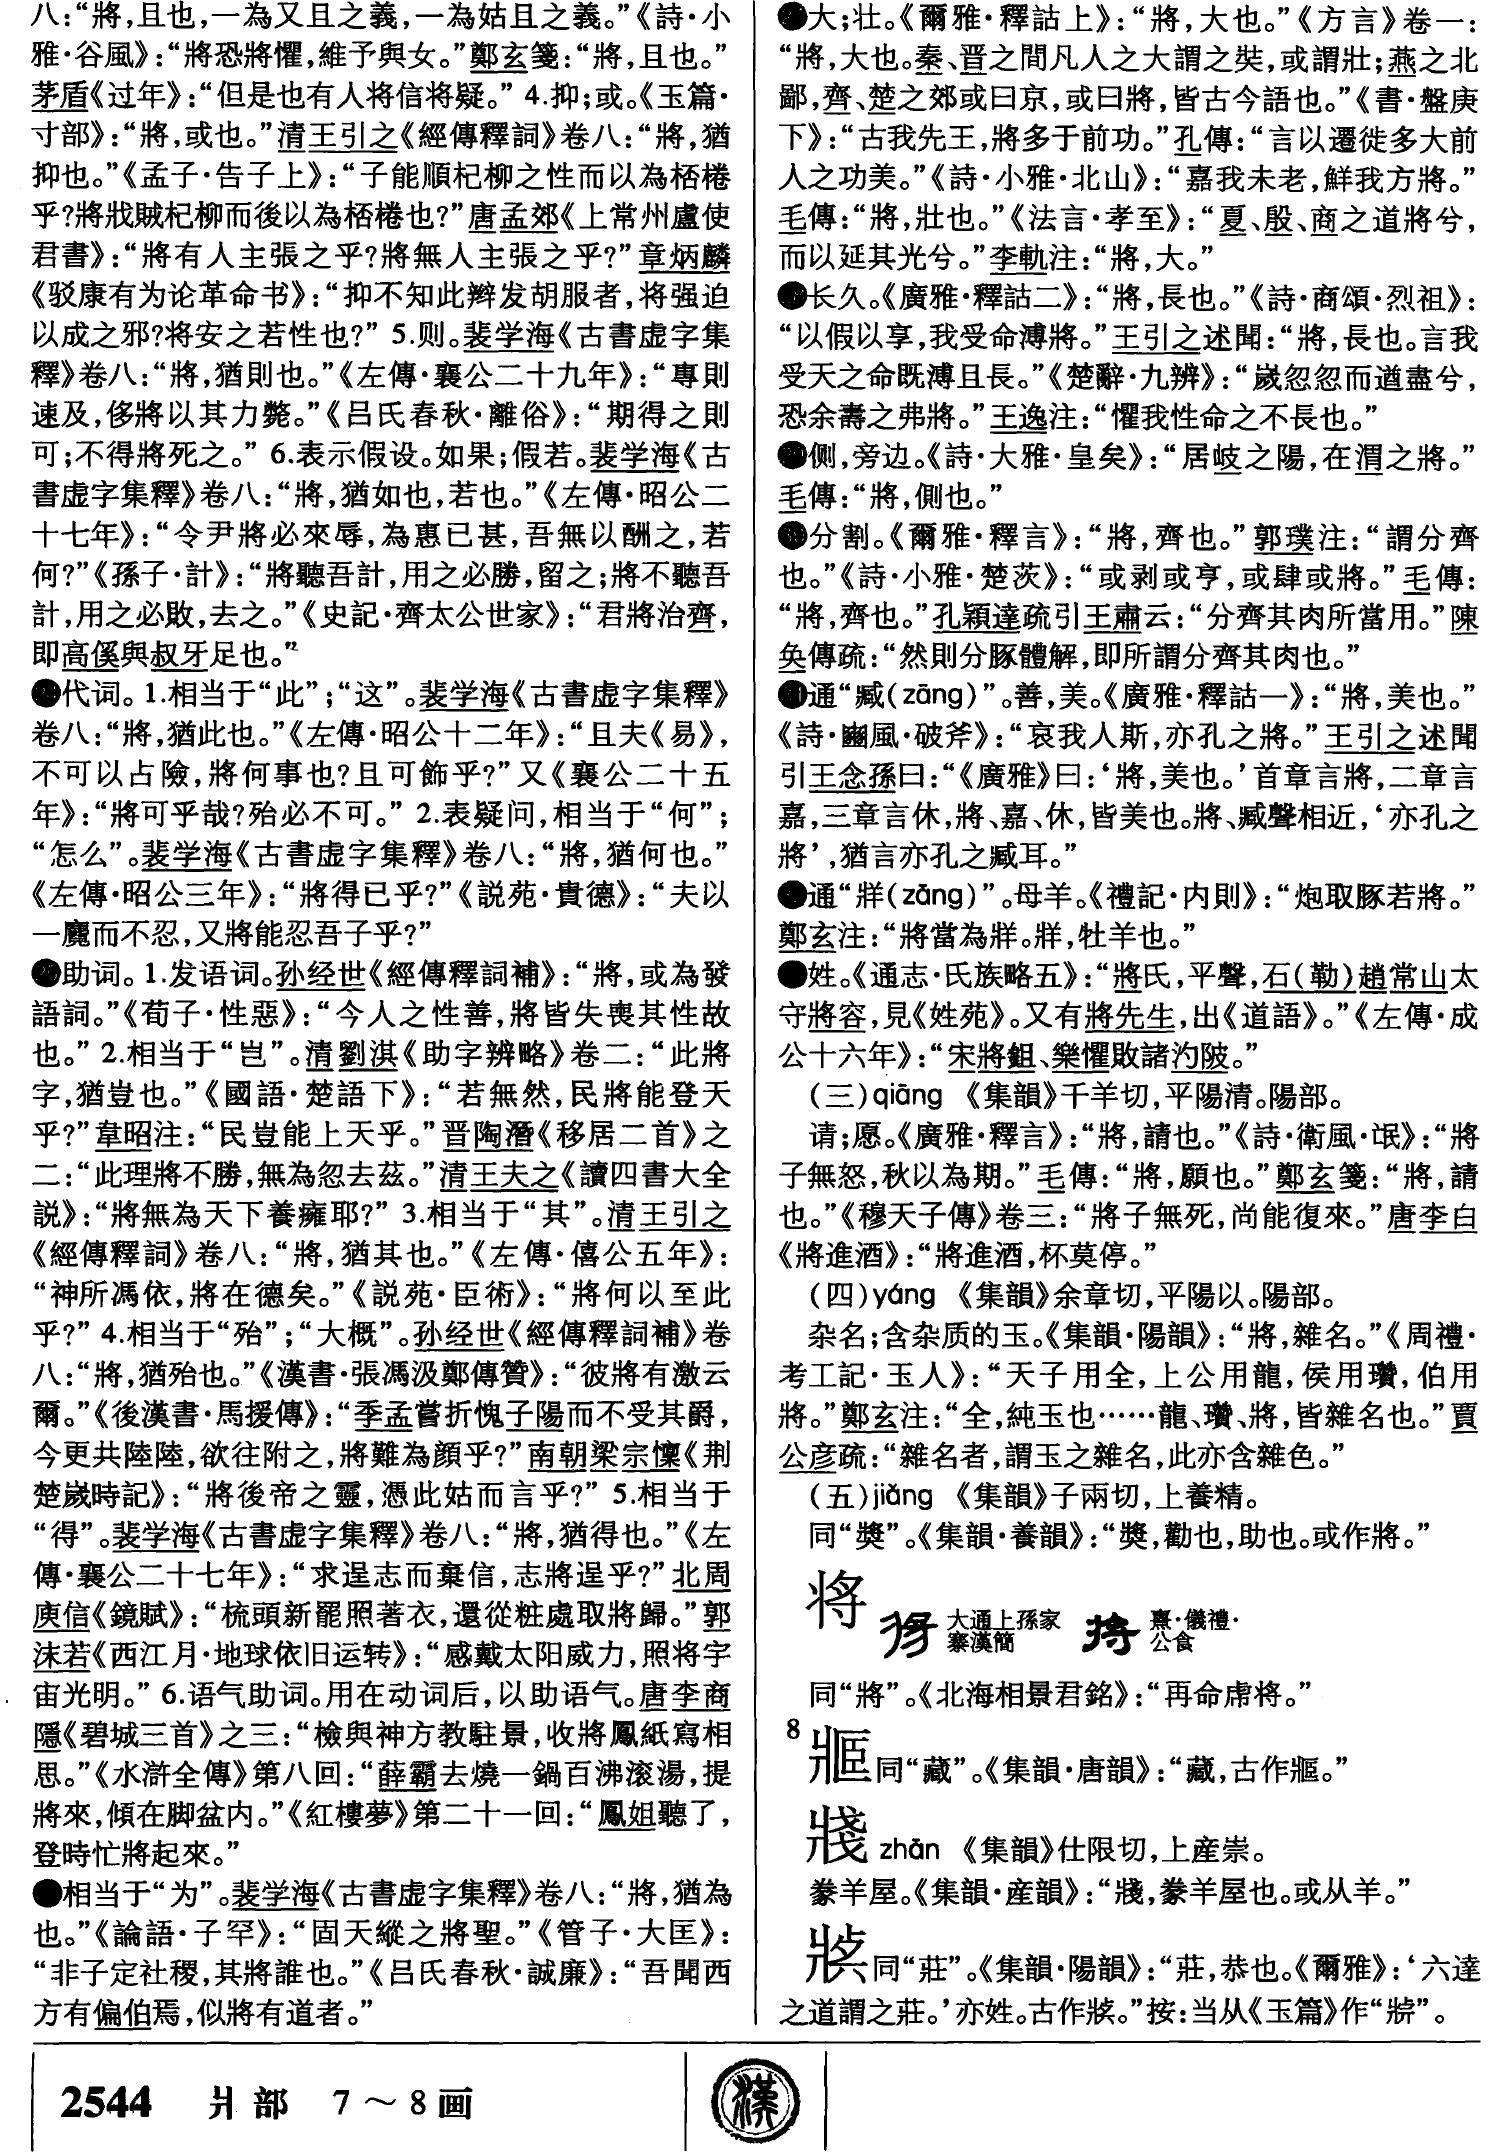 八：“將，且也，一為又且之義，一為姑且之義。”《詩·小
雅·谷風》：“將恐將懼，維予與女。”鄭玄箋：“將，且也。”
茅盾《过年》：“但是也有人将信将疑。” 4.抑；或。《玉篇·
寸部》：“將，或也。”清王引之《經傳釋詞》卷八：“將，猶
抑也。”《孟子·告子上》：“子能順杞柳之性而以為桮棬
乎？將戕賊杞柳而後以為桮棬也？”唐孟郊《上常州盧使
君書》：“將有人主張之乎？將無人主張之乎？”章炳麟
《驳康有为论革命书》：“抑不知此辫发胡服者，将强迫
以成之邪？将安之若性也？” 5.则。裴学海《古書虚字集
釋》卷八：“將，猶則也。”《左傳·襄公二十九年》：“專則
速及，侈將以其力斃。”《吕氏春秋·離俗》：“期得之則
可；不得將死之。” 6.表示假设。如果；假若。裴学海《古
書虚字集釋》卷八：“將，猶如也，若也。”《左傳·昭公二
十七年》：“令尹將必來辱，為惠已甚，吾無以酬之，若
何？”《孫子·計》：“將聽吾計，用之必勝，留之；將不聽吾
計，用之必敗，去之。”《史記·齊太公世家》：“君將治齊，
即高傒與叔牙足也。”
代词。 1.相当于“此”；“这”。裴学海《古書虚字集釋》
卷八：“將，猶此也。”《左傳·昭公十二年》：“且夫《易》，
不可以占險，將何事也？且可飾乎？”又《襄公二十五
年》：“將可乎哉？殆必不可。” 2.表疑问，相当于“何”；
“怎么”。裴学海《古書虚字集釋》卷八：“將，猶何也。”
《左傳·昭公三年》：“將得已乎？”《説苑·貴德》：“夫以
一麑而不忍，又將能忍吾子乎？”
助词。 1.发语词。孙经世《經傳釋詞補》：“將，或為發
語詞。”《荀子·性惡》：“今人之性善，將皆失喪其性故
也。” 2.相当于“岂”。清劉淇《助字辨略》卷二：“此將
字，猶豈也。”《國語·楚語下》：“若無然，民將能登天
乎？”韋昭注：“民豈能上天乎。”晋陶潛《移居二首》之
二：“此理將不勝，無為忽去茲。”清王夫之《讀四書大全
説》：“將無為天下養癰耶？” 3.相当于“其”。清王引之
《經傳釋詞》卷八：“將，猶其也。”《左傳·僖公五年》：
“神所馮依，將在德矣。”《説苑·臣術》：“將何以至此
乎？” 4.相当于“殆”；“大概”。孙经世《經傳釋詞補》卷
八：“將，猶殆也。”《漢書·張馮汲鄭傳贊》：“彼將有激云
爾。”《後漢書·馬援傳》：“季孟嘗折愧子陽而不受其爵，
今更共陸陸，欲往附之，將難為顔乎？”南朝梁宗懍《荆
楚嵗時記》：“將後帝之靈，憑此姑而言乎？” 5.相当于
“得”。裴学海《古書虚字集釋》卷八：“將，猶得也。”《左
傳·襄公二十七年》：“求逞志而棄信，志將逞乎？”北周
庾信《鏡賦》：“梳頭新罷照著衣，還從粧處取將歸。”郭
沫若《西江月·地球依旧运转》：“感戴太阳威力，照将宇
宙光明。” 6.语气助词。用在动词后，以助语气。唐李商
隱《碧城三首》之三：“檢與神方教駐景，收將鳳紙寫相
思。”《水滸全傳》第八回：“薛霸去燒一鍋百沸滚湯，提
將來，傾在脚盆内。”《紅樓夢》第二十一回：“鳳姐聽了，
登時忙將起來。”
相当于“为”。裴学海《古書虚字集釋》卷八：“將，猶為
也。”《論語·子罕》：“固天縱之將聖。”《管子·大匡》：
“非子定社稷，其將誰也。”《吕氏春秋·誠廉》：“吾聞西
方有偏伯焉，似將有道者。”
大；壮。《爾雅·釋詁上》：“將，大也。”《方言》卷一：
“將，大也。秦、晋之間凡人之大謂之奘，或謂壯；燕之北
鄙，齊、楚之郊或曰京，或曰將，皆古今語也。”《書·盤庚
下》：“古我先王，將多于前功。”孔傳：“言以遷徙多大前
人之功美。”《詩·小雅·北山》：“嘉我未老，鮮我方將。”
毛傳：“將，壯也。”《法言·孝至》：“夏、殷、商之道將兮，
而以延其光兮。”李軌注：“將，大。”
长久。《廣雅·釋詁二》：“將，長也。”《詩·商頌·烈祖》：
“以假以享，我受命溥將。”王引之述聞：“將，長也。言我
受天之命既溥且長。”《楚辭·九辨》：“嵗忽忽而遒盡兮，
恐余壽之弗將。”王逸注：“懼我性命之不長也。”
侧，旁边。《詩·大雅·皇矣》：“居岐之陽，在渭之將。”
毛傳：“將，側也。”
分割。《爾雅·釋言》：“將，齊也。”郭璞注：“謂分齊
也。”《詩·小雅·楚茨》：“或剥或亨，或肆或將。”毛傳：
“將，齊也。”孔穎達疏引王肅云：“分齊其肉所當用。”陳
奂傳疏：“然則分豚體解，即所謂分齊其肉也。”
通“臧(zāng)”。善，美。《廣雅·釋詁一》：“將，美也。”
《詩·豳風·破斧》：“哀我人斯，亦孔之將。”王引之述聞
引王念孫曰：“《廣雅》曰：‘將，美也。’首章言將，二章言
嘉，三章言休，將、嘉、休，皆美也。將、臧聲相近，‘亦孔之
將’，猶言亦孔之臧耳。”
通“牂(zāng)”。母羊。《禮記·内則》：“炮取豚若將。”
鄭玄注：“將當為牂。牂，牡羊也。”
姓。《通志·氏族略五》：“將氏，平聲，石(勒)趙常山太
守將容，見《姓苑》。又有將先生，出《道語》。”《左傳·成
公十六年》：“宋將鉏、樂懼敗諸汋陂。”
(三)qiāng 《集韻》千羊切，平陽清。陽部。
请；愿。《廣雅·釋言》：“將，請也。”《詩·衛風·氓》：“將
子無怒，秋以為期。”毛傳：“將，願也。”鄭玄箋：“將，請
也。”《穆天子傳》卷三：“將子無死，尚能復來。”唐李白
《將進酒》：“將進酒，杯莫停。”
(四)yáng 《集韻》余章切，平陽以。陽部。
杂名；含杂质的玉。《集韻·陽韻》：“將，雜名。”《周禮·
考工記·玉人》：“天子用全，上公用龍，侯用瓚，伯用
將。”鄭玄注：“全，純玉也……龍、瓚、將，皆雜名也。”賈
公彦疏：“雜名者，謂玉之雜名，此亦含雜色。”
(五)jiǎng 《集韻》子兩切，上養精。
同“獎”。《集韻·養韻》：“獎，勸也，助也。或作將。”
将 大通上孫家寨漢簡 熹·儀禮·公食
同“將”。《北海相景君銘》：“再命虏将。”
8
同“藏”。《集韻·唐韻》：“藏，古作。”
牋 zhàn 《集韻》仕限切，上産崇。
豢羊屋。《集韻·産韻》：“牋，豢羊屋也。或从羊。”
同“莊”。《集韻·陽韻》：“莊，恭也。《爾雅》：‘六達
之道謂之莊。’亦姓。古作。”按：当从《玉篇》作“”。
2544 爿部 7～8画
漢